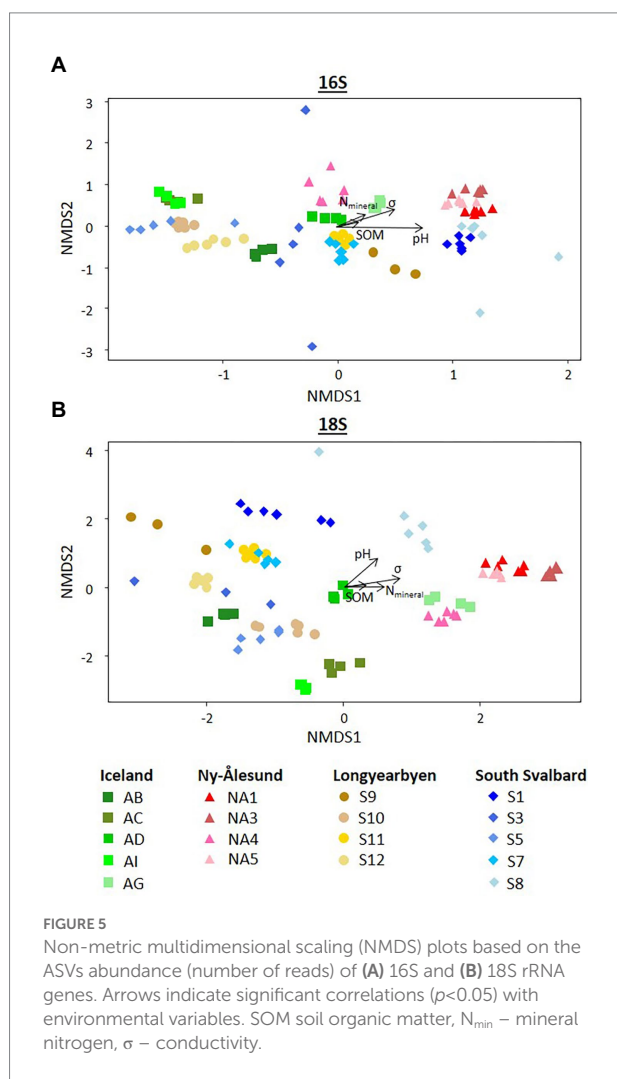 A
16S
3
2
1
0
-1
-2
-3
NMDS2
N mineral
σ
SOM
pH
-1
0
1
2
NMDS1
B
18S
4
2
0
-2
NMDS2
pH
σ
SOM
N mineral
-2
0
2
NMDS1
Iceland
AB
AC
AD
AI
AG
Ny-Ålesund
NA1
NA3
NA4
NA5
Longyearbyen
S9
S10
S11
S12
South Svalbard
S1
S3
S5
S7
S8
FIGURE 5
Non-metric multidimensional scaling (NMDS) plots based on the
ASVs abundance (number of reads) of (A) 16S and (B) 18S rRNA
genes. Arrows indicate significant correlations (p<0.05) with
environmental variables. SOM soil organic matter, Nmin – mineral
nitrogen, σ – conductivity.